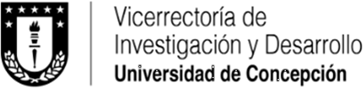 Vicerrectoría de
Investigación y Desarrollo
Universidad de Concepción